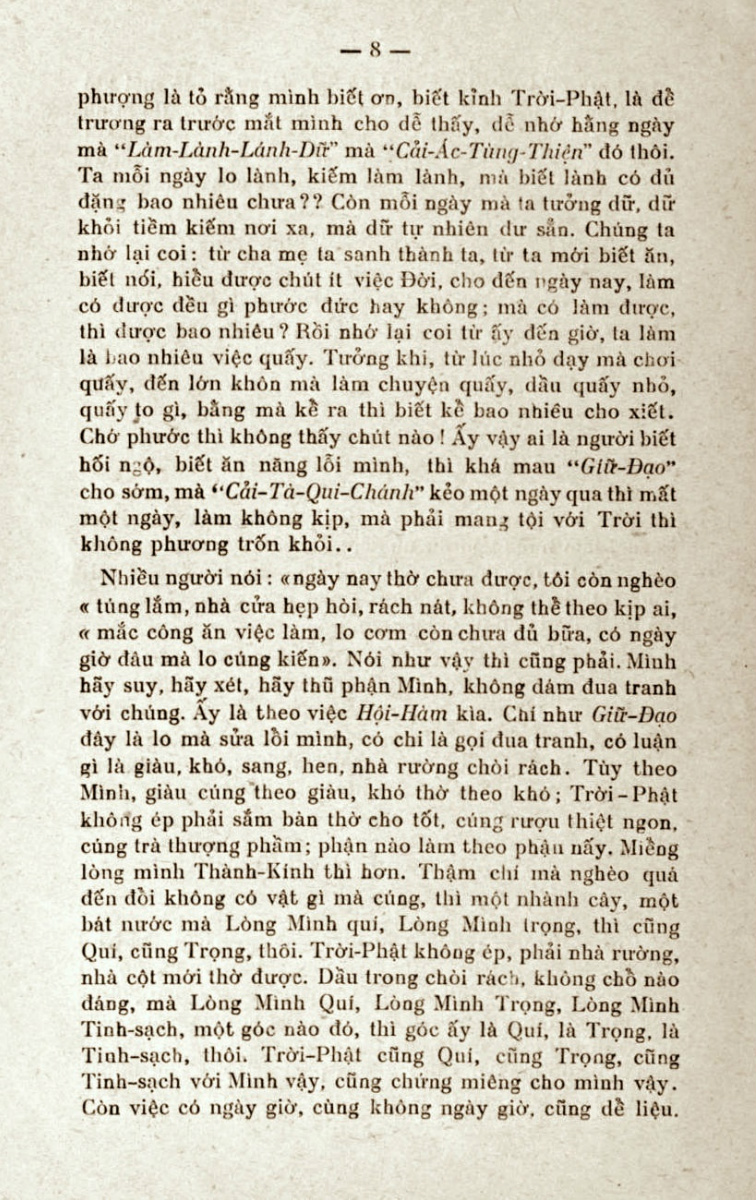 — 8 —
phượng là tỏ rằng mình biết ơn, biết kỉnh Trời-Phật, là để
trương ra trước mắt mình cho dễ thấy, dễ nhớ hằng ngày
mà “Làm-Lành-Lánh-Dữ” mà “Cải-Ác-Tùng-Thiện” đó thôi.
Ta mỗi ngày lo lành, kiếm làm lành, mà biết lành có đủ
đặng bao nhiêu chưa?? Còn mỗi ngày mà ta tưởng dữ, dữ
khỏi tiềm kiếm nơi xa, mà dữ tự nhiên dư sẵn. Chúng ta
nhớ lại coi: từ cha mẹ ta sanh thành ta, từ ta mới biết ăn,
biết nói, hiểu được chút ít việc Đời, cho đến ngày nay, làm
có được đều gì phước đức hay không; mà có làm được,
thì được bao nhiêu? Rồi nhớ lại coi từ ấy đến giờ, ta làm
là bao nhiêu việc quấy. Tưởng khi, từ lúc nhỏ dạy mà chơi
quấy, đến lớn khôn mà làm chuyện quấy, dầu quấy nhỏ,
quấy to gì, bằng mà kể ra thì biết kể bao nhiêu cho xiết.
Chớ phước thì không thấy chút nào! Ấy vậy ai là người biết
hối ngộ, biết ăn năng lỗi mình, thì khá mau “Giữ-Đạo”
cho sớm, mà “Cải-Tà-Qui-Chánh” kẻo một ngày qua thì mất
một ngày, làm không kịp, mà phải mang tội với Trời thì
không phương trốn khỏi..
Nhiều người nói: «ngày nay thờ chưa được, tôi còn nghèo
« túng lắm, nhà cửa hẹp hòi, rách nát, không thể theo kịp ai,
« mắc công ăn việc làm, lo cơm còn chưa đủ bữa, có ngày
giờ đâu mà lo cúng kiến». Nói như vậy thì cũng phải. Mình
hãy suy, hãy xét, hãy thũ phận Mình, không dám đua tranh
với chúng. Ấy là theo việc Hội-Hàm kìa. Chí như Giữ-Đạo
đây là lo mà sửa lỗi mình, có chi là gọi đua tranh, có luận
gì là giàu, khó, sang, hèn, nhà rường chòi rách. Tùy theo
Mình, giàu cúng theo giàu, khó thờ theo khó; Trời-Phật
không ép phải sắm bàn thờ cho tốt, cúng rượu thiệt ngon,
cúng trà thượng phẩm; phận nào làm theo phận nấy. Miễng
lòng mình Thành-Kính thì hơn. Thậm chí mà nghèo quá
đến đỗi không có vật gì mà cúng, thì một nhành cây, một
bát nước mà Lòng Mình quí, Lòng Mình trọng, thì cũng
Quí, cũng Trọng, thôi. Trời-Phật không ép, phải nhà rường,
nhà cột mới thờ được. Dầu trong chòi rách, không chỗ nào
đáng, mà Lòng Mình Quí, Lòng Mình Trọng, Lòng Mình
Tinh-sạch, một góc nào đó, thì góc ấy là Quí, là Trọng, là
Tinh-sạch, thôi. Trời-Phật cũng Quí, cũng Trọng, cũng
Tinh-sạch với Mình vậy, cũng chứng miêng cho mình vậy.
Còn việc có ngày giờ, cùng không ngày giờ, cũng dể liệu.